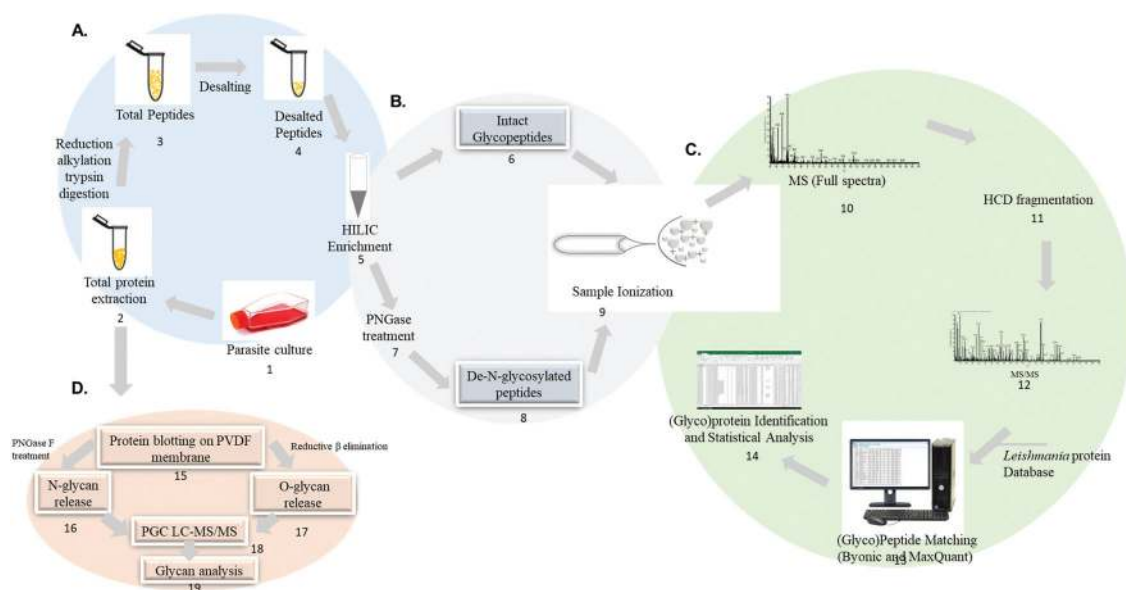 A.
Total Peptides
3
Desalting
Desalted
Peptides
4
Reduction
alkylation
trypsin
digestion
Total protein
extraction
2
Parasite culture
1
HILIC
Enrichment
5
B.
Intact
Glycopeptides
6
PNGase
treatment
7
De-N-glycosylated
peptides
8
Sample Ionization
9
C.
MS (Full spectra)
10
HCD fragmentation
11
MS/MS
12
Leishmania protein
Database
(Glyco)Peptide Matching
(Byonic and MaxQuant)
13
(Glyco)protein Identification
and Statistical Analysis
14
D.
PNGase F
treatment
Protein blotting on PVDF
membrane
15
Reductive β elimination
N-glycan
release
16
O-glycan
release
17
PGC LC-MS/MS
18
Glycan analysis
19